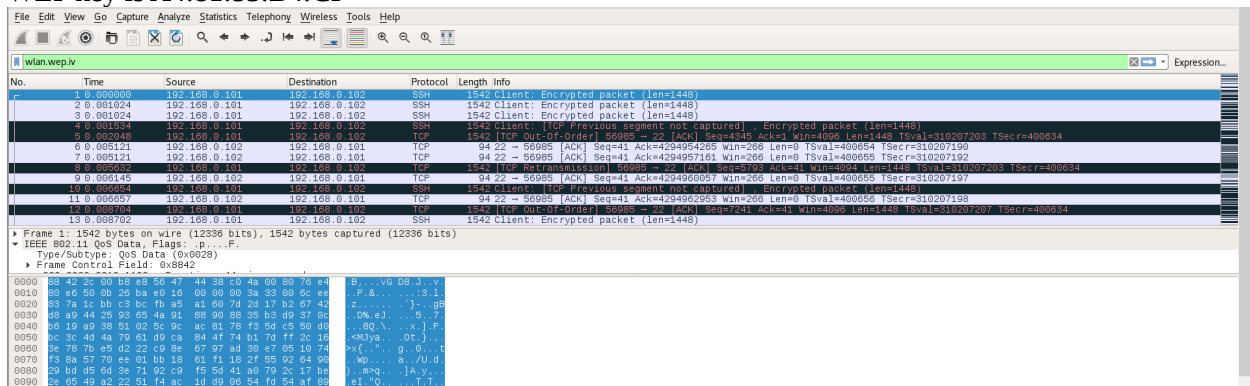 File Edit View Go Capture Analyze Statistics Telephony Wireless Tools Help
wlan.wep.iv Expression...
No. Time Source Destination Protocol Length Info
1 0.000000 192.168.0.101 192.168.0.102 SSH 1542 Client: Encrypted packet (len=1448)
2 0.001024 192.168.0.101 192.168.0.102 SSH 1542 Client: Encrypted packet (len=1448)
3 0.001024 192.168.0.101 192.168.0.102 SSH 1542 Client: Encrypted packet (len=1448)
4 0.001534 192.168.0.101 192.168.0.102 SSH 1542 Client: [TCP Previous segment not captured] , Encrypted packet (len=1448)
5 0.002048 192.168.0.101 192.168.0.102 TCP 1542 [TCP Out-Of-Order] 56985 → 22 [ACK] Seq=4345 Ack=1 Win=4096 Len=1448 TSval=310207203 TSecr=400634
6 0.005121 192.168.0.102 192.168.0.101 TCP 94 22 → 56985 [ACK] Seq=41 Ack=4294954265 Win=266 Len=0 TSval=400654 TSecr=310207190
7 0.005121 192.168.0.102 192.168.0.101 TCP 94 22 → 56985 [ACK] Seq=41 Ack=4294957161 Win=266 Len=0 TSval=400655 TSecr=310207192
8 0.005632 192.168.0.101 192.168.0.102 TCP 1542 [TCP Retransmission] 56985 → 22 [ACK] Seq=5793 Ack=41 Win=4094 Len=1448 TSval=310207203 TSecr=400634
9 0.006145 192.168.0.102 192.168.0.101 TCP 94 22 → 56985 [ACK] Seq=41 Ack=4294960057 Win=266 Len=0 TSval=400655 TSecr=310207197
10 0.006654 192.168.0.101 192.168.0.102 SSH 1542 Client: [TCP Previous segment not captured] , Encrypted packet (len=1448)
11 0.006657 192.168.0.102 192.168.0.101 TCP 94 22 → 56985 [ACK] Seq=41 Ack=4294962953 Win=266 Len=0 TSval=400656 TSecr=310207199
12 0.008704 192.168.0.101 192.168.0.102 TCP 1542 [TCP Out-Of-Order] 56985 → 22 [ACK] Seq=7241 Ack=41 Win=4096 Len=1448 TSval=310207207 TSecr=400634
13 0.008702 192.168.0.101 192.168.0.102 SSH 1542 Client: Encrypted packet (len=1448)
Frame 1: 1542 bytes on wire (12336 bits), 1542 bytes captured (12336 bits)
IEEE 802.11 QoS Data, Flags: .p....F.
Type/Subtype: QoS Data (0x0028)
Frame Control Field: 0x8842
0000 88 42 2c 00 b8 e8 56 47 44 38 c0 4a 00 80 76 e4 .B,...vG D8.J..v.
0010 80 e6 50 0b 26 ba e0 16 00 00 00 3a 33 00 6c ee ..P.&... ...:3.l.
0020 83 7a 1c bb c3 bc fb a5 a1 60 7d 2d 17 b2 67 42 .z...... .`}-..gB
0030 d8 a9 44 25 93 65 4a 91 88 90 88 35 b3 d9 37 0c ..D%.eJ. ...5..7.
0040 b6 19 a9 38 51 02 5c 9c ac 81 78 f3 5d c5 50 d0 ...8Q.\. ..x.].P.
0050 bc 3c 4d 4a 79 61 d9 ca 84 4f 74 b1 7d ff 2c 16 .<MJya.. .Ot.}.,.
0060 3e 78 7b e5 d2 22 c9 8e 67 97 ad 30 e7 05 10 74 >x{..".. g..0...t
0070 f3 8a 57 70 ee 01 bb 18 61 f1 18 2f 55 92 64 90 ..Wp.... a../U.d.
0080 29 bd d5 6d 3e 71 92 c9 f5 5d 41 a0 79 2c 17 be )..m>q.. .]A.y,..
0090 2e 65 49 a2 22 51 f4 ac 1d d9 06 54 fd 54 af 89 .eI."Q.. ...T.T..